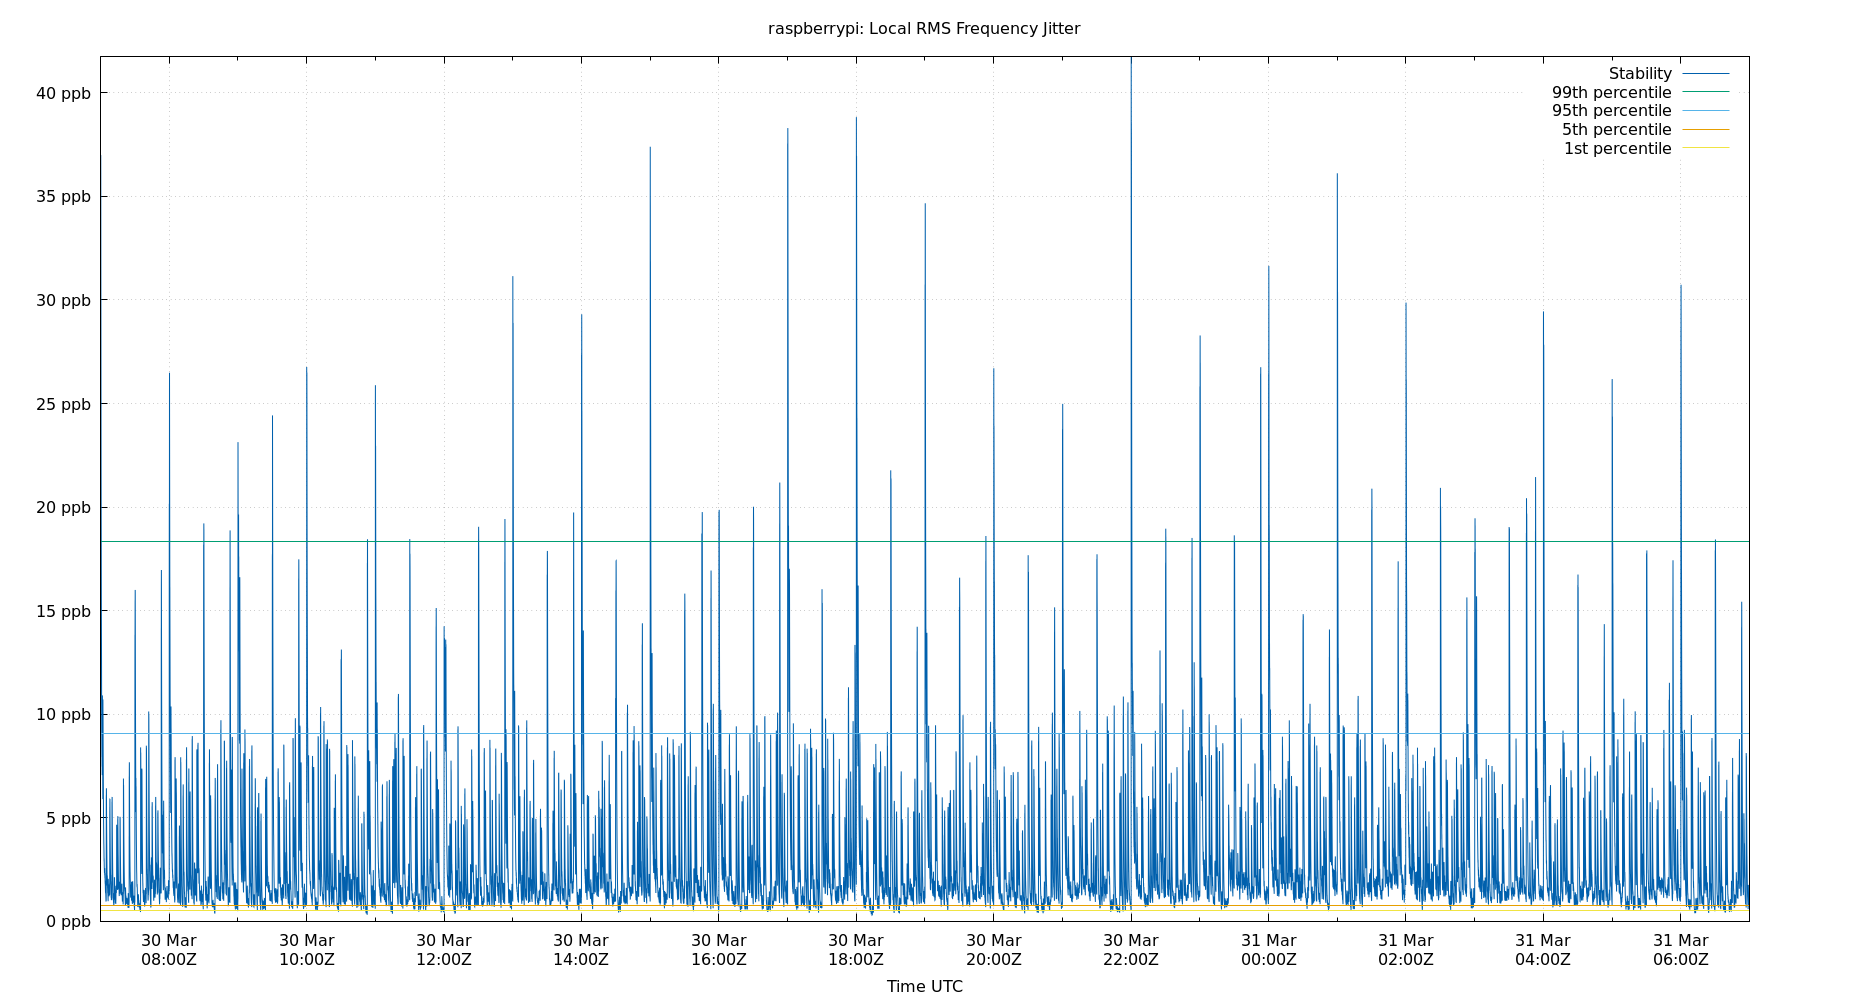 raspberrypi: Local RMS Frequency Jitter
Stability
99th percentile
95th percentile
5th percentile
1st percentile
40 ppb
35 ppb
30 ppb
25 ppb
20 ppb
15 ppb
10 ppb
5 ppb
0 ppb
30 Mar 30 Mar 30 Mar 30 Mar 30 Mar 30 Mar 30 Mar 30 Mar 31 Mar 31 Mar 31 Mar 31 Mar
08:00Z 10:00Z 12:00Z 14:00Z 16:00Z 18:00Z 20:00Z 22:00Z 00:00Z 02:00Z 04:00Z 06:00Z
Time UTC